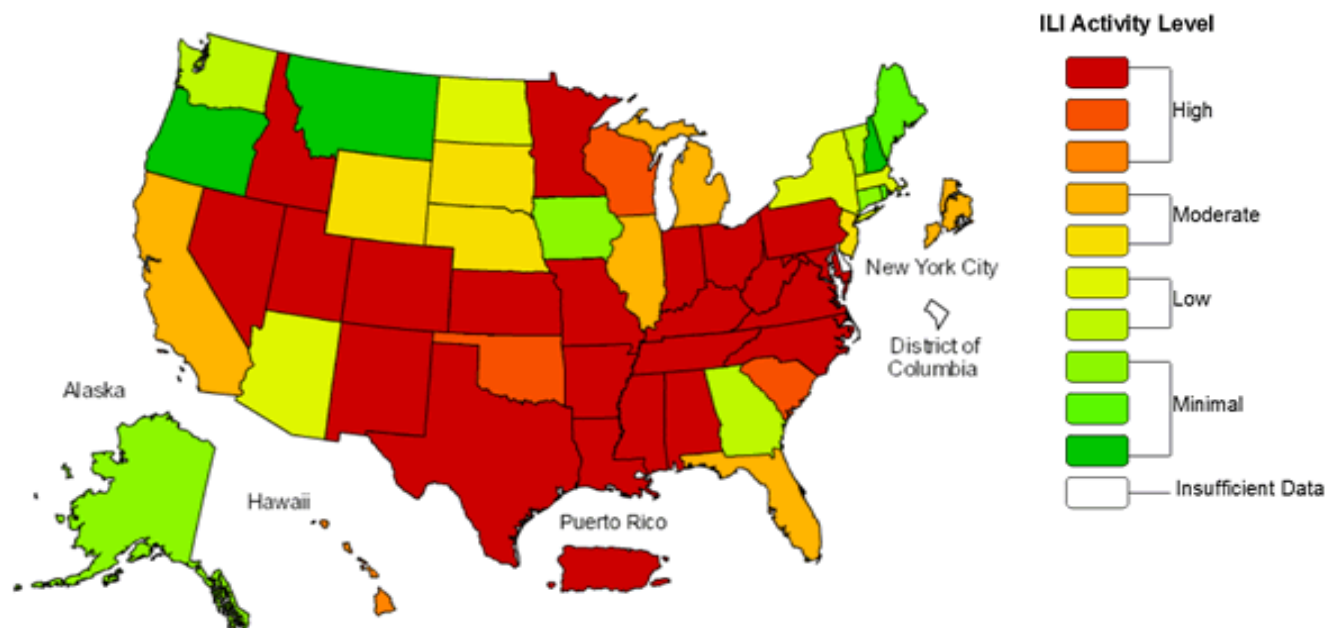 ILI Activity Level
High
Moderate
New York City
Low
District of
Columbia
Alaska
Minimal
Hawaii
Insufficient Data
Puerto Rico